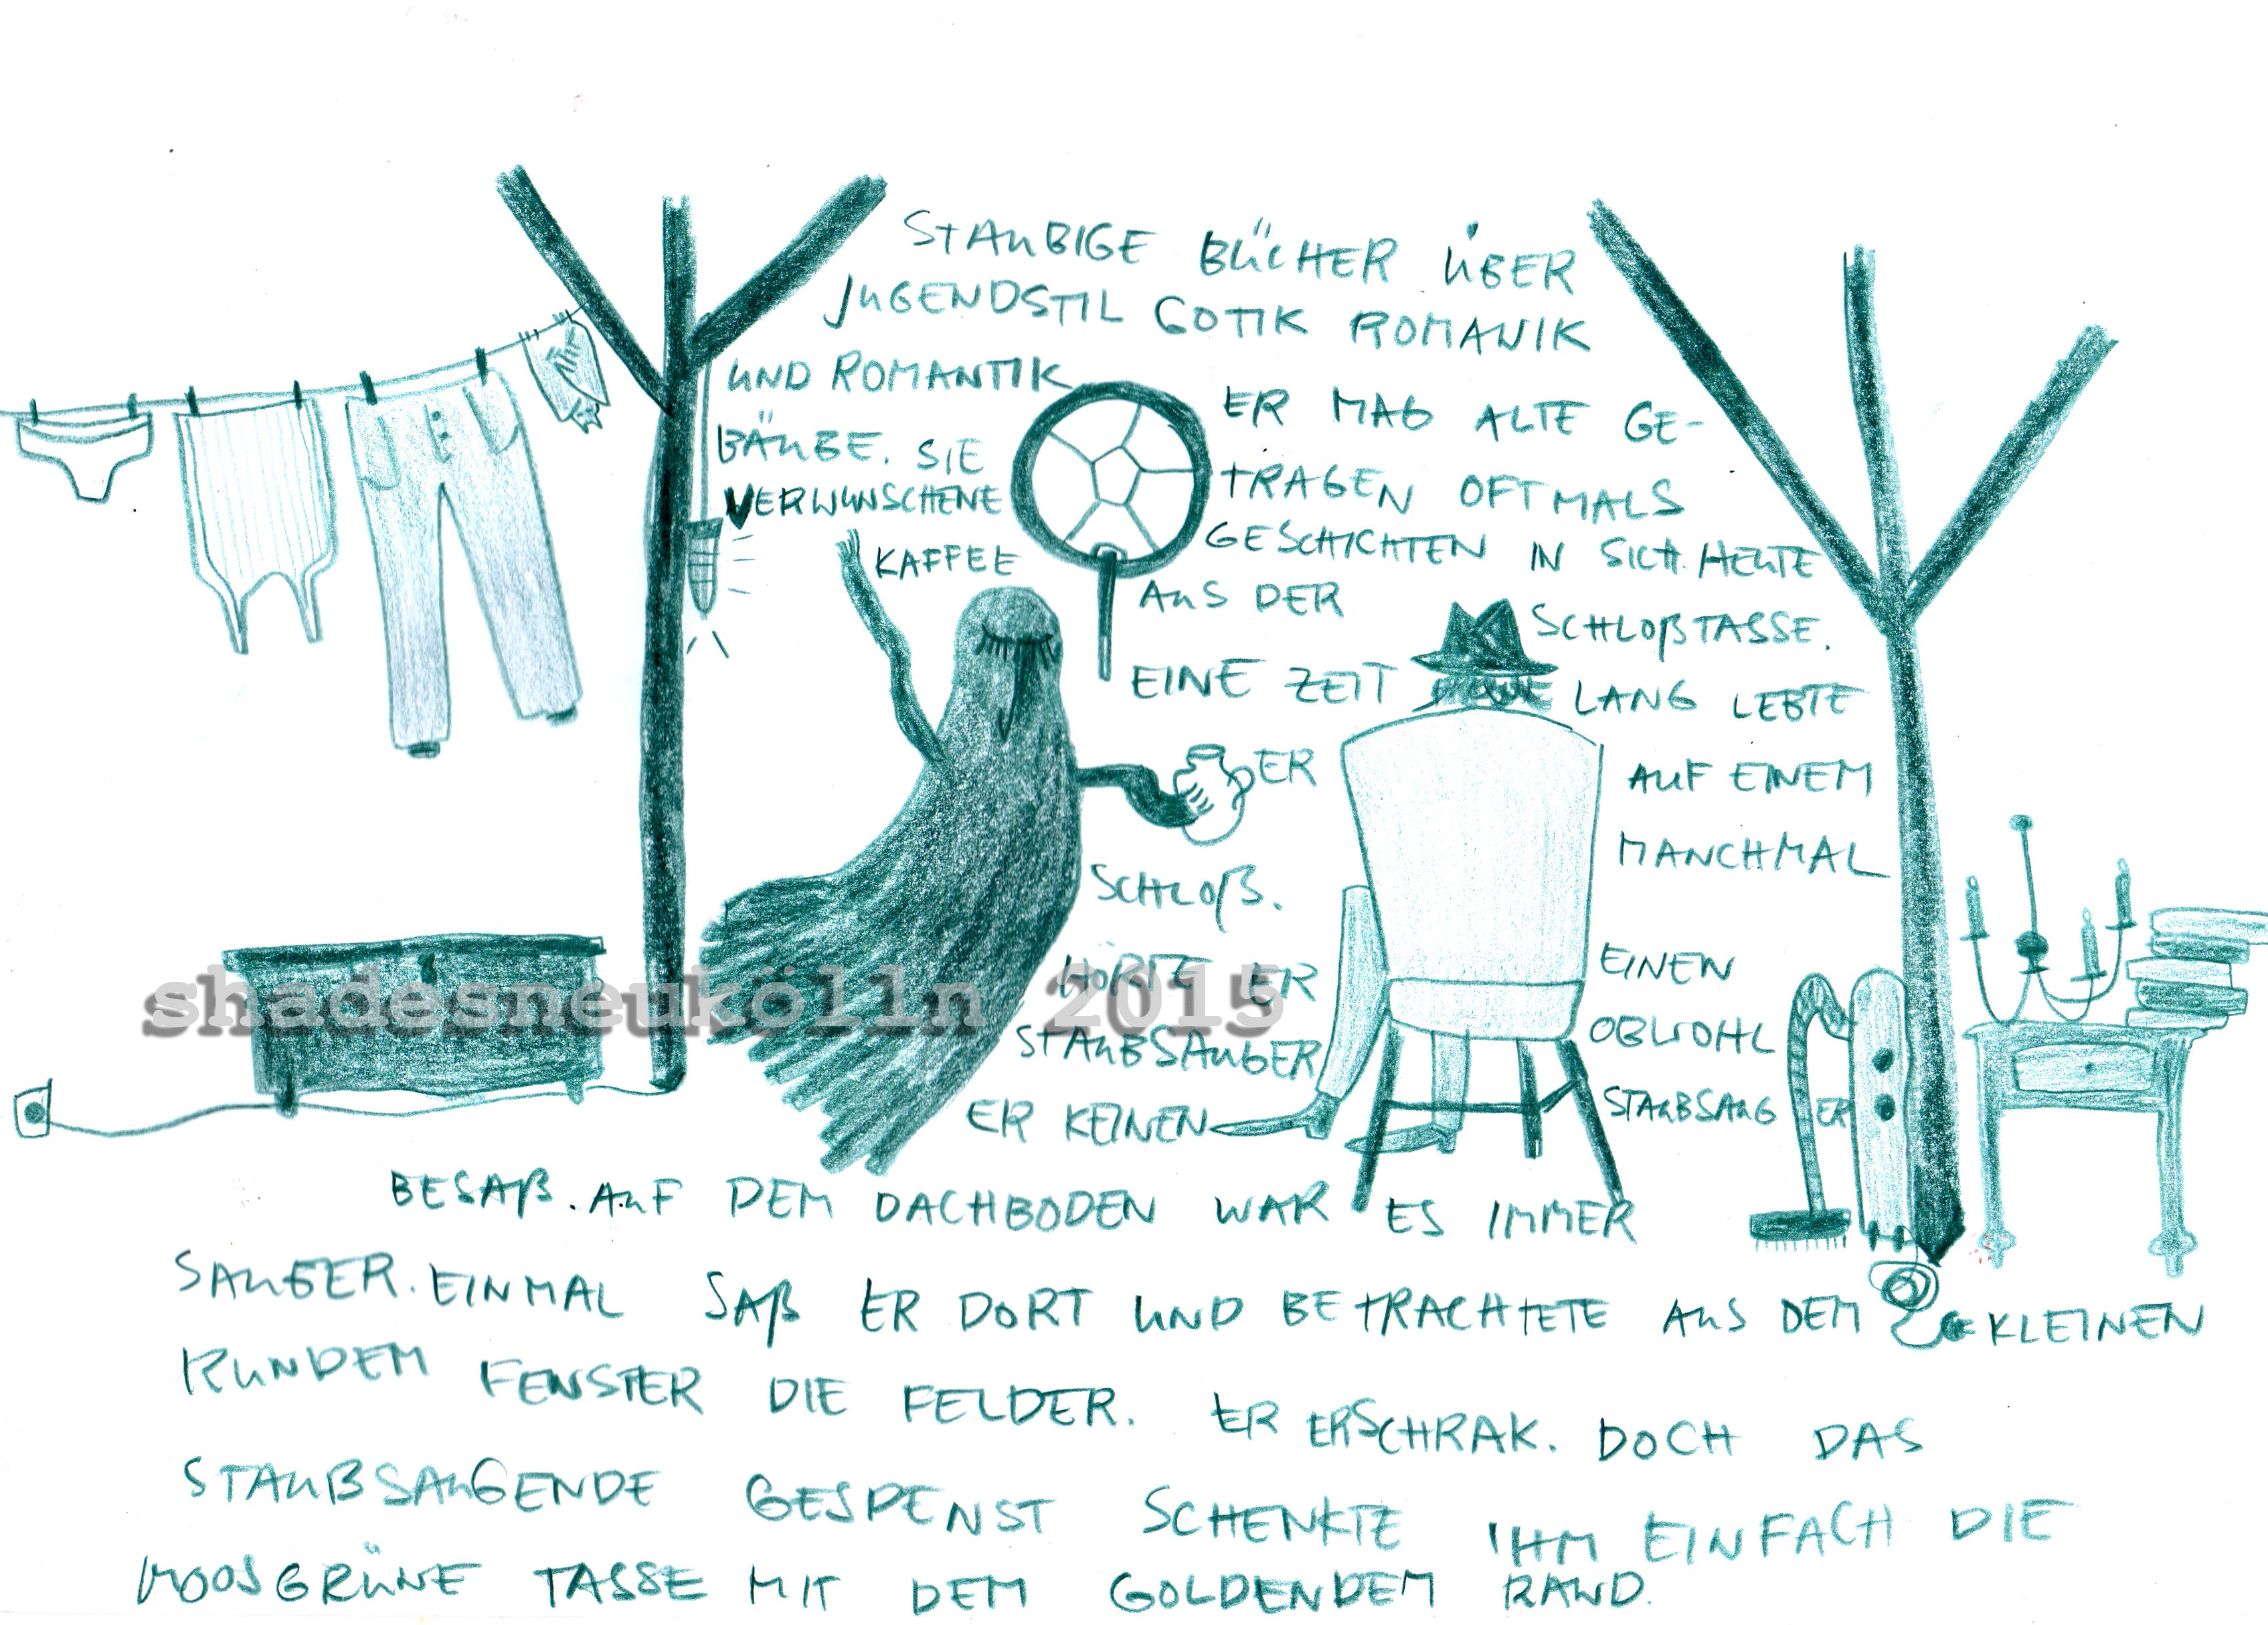 STAUBIGE BÜCHER ÜBER
JUGENDSTIL GOTIK ROMANIK
UND ROMANTIK
ER MAG ALTE GE-
BÄUBE. SIE
TRAGEN OFTMALS
VERWUNSCHENE
GESCHICHTEN IN SICH. HEUTE
KAFFEE
AUS DER
SCHLOßTASSE.
EINE ZEIT LANG LEBTE
ER AUF EINEM
SCHLOß. MANCHMAL
HÖRTE ER EINEN
STAUBSAUGER OBWOHL
ER KEINEN STAUBSAUGER
BESAß. AUF DEM DACHBODEN WAR ES IMMER
SAUBER. EINMAL SAß ER DORT UND BETRACHTETE AUS DEM KLEINEN
RUNDEM FENSTER DIE FELDER. ER ERSCHRAK. DOCH DAS
STAUBSAUGENDE GESPENST SCHENKTE IHM EINFACH DIE
MOOSGRÜNE TASSE MIT DEM GOLDENDEM RAND.
shadesneukölln 2015